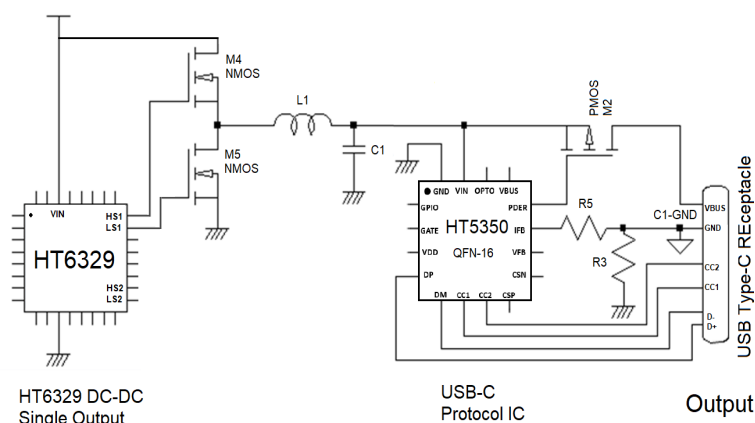 M4
NMOS
L1
PMOS
M2
M5
NMOS
C1
GND VIN OPTO VBUS
GPIO
PDER
GATE
HT5350
IFB
VDD
QFN-16
VFB
DP
CSN
DM CC1 CC2 CSP
R5
R3
C1-GND
VBUS
GND
CC2
CC1
D-
D+
USB Type-C REceptacle
VIN
HS1
LS1
HT6329
HS2
LS2
HT6329 DC-DC
Single Output
USB-C
Protocol IC
Output